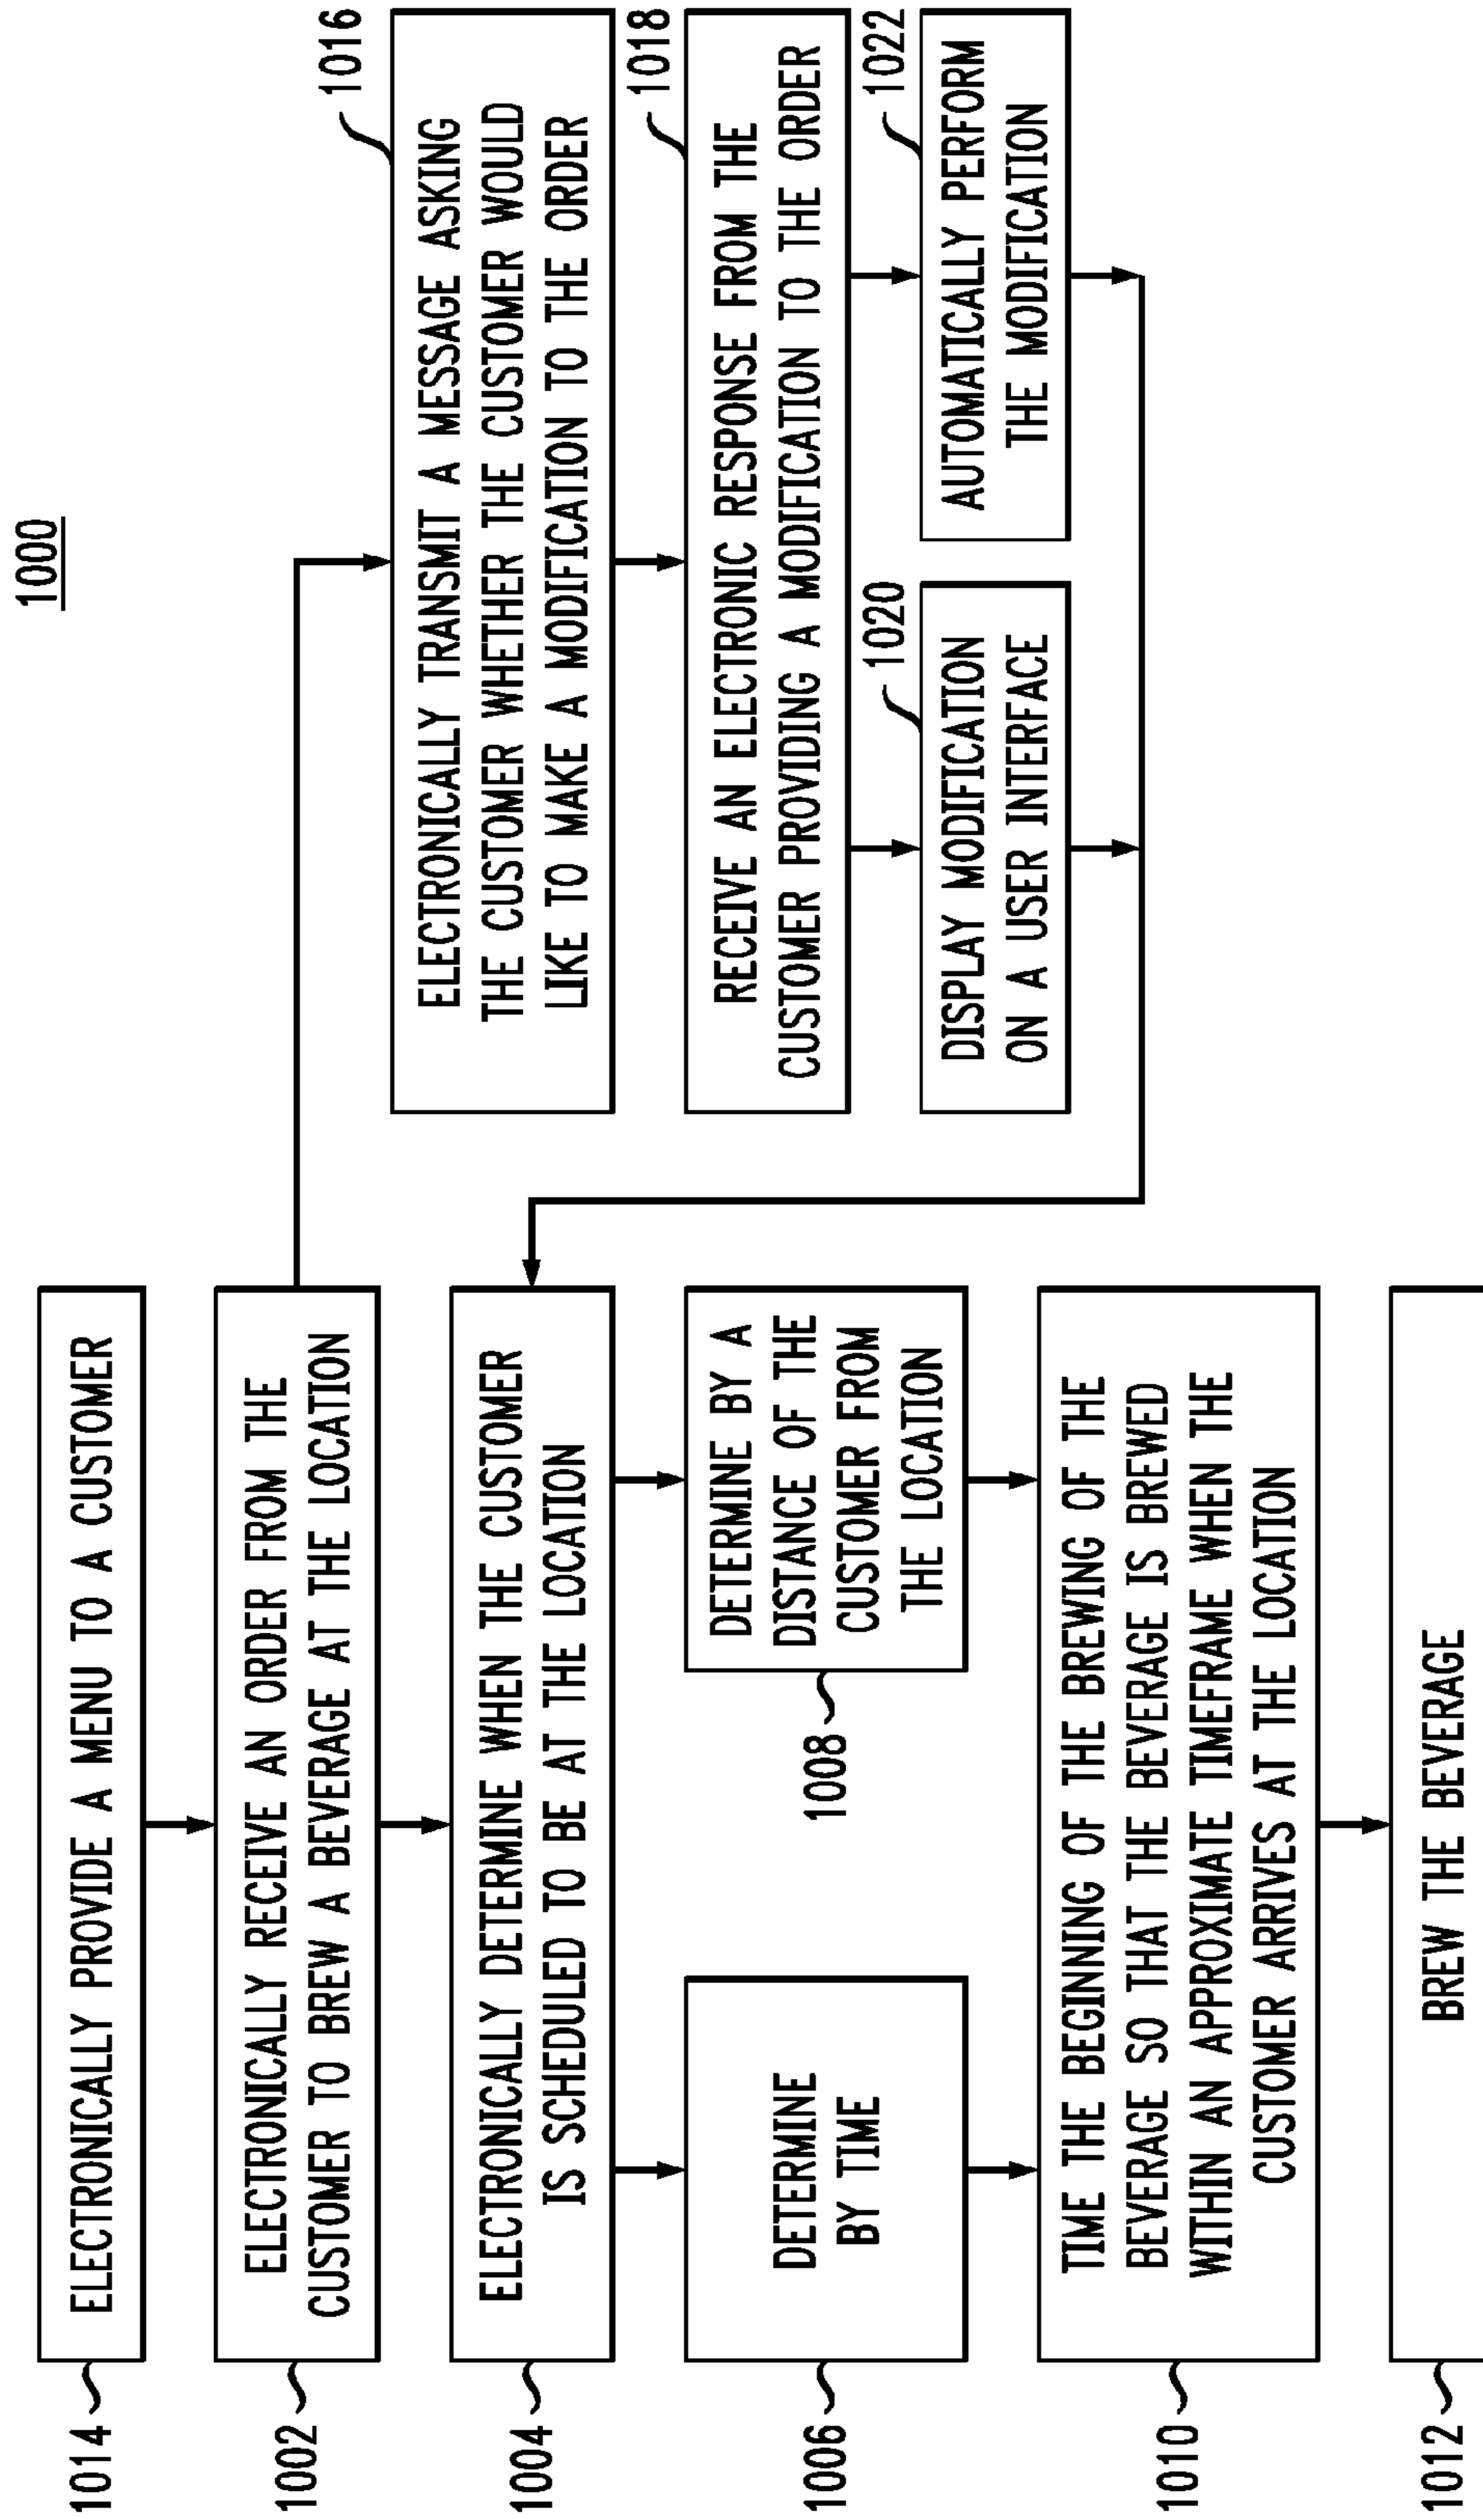 1000
1014
ELECTRONICALLY PROVIDE A MENU TO A CUSTOMER
1002
ELECTRONICALLY RECEIVE AN ORDER FROM THE
CUSTOMER TO BREW A BEVERAGE AT THE LOCATION
1004
ELECTRONICALLY DETERMINE WHEN THE CUSTOMER
IS SCHEDULED TO BE AT THE LOCATION
1006
DETERMINE
BY TIME
1008
DETERMINE BY A
DISTANCE OF THE
CUSTOMER FROM
THE LOCATION
1010
TIME THE BEGINNING OF THE BREWING OF THE
BEVERAGE SO THAT THE BEVERAGE IS BREWED
WITHIN AN APPROXIMATE TIMEFRAME WHEN THE
CUSTOMER ARRIVES AT THE LOCATION
1012
BREW THE BEVERAGE
1016
ELECTRONICALLY TRANSMIT A MESSAGE ASKING
THE CUSTOMER WHETHER THE CUSTOMER WOULD
LIKE TO MAKE A MODIFICATION TO THE ORDER
1018
RECEIVE AN ELECTRONIC RESPONSE FROM THE
CUSTOMER PROVIDING A MODIFICATION TO THE ORDER
1020
DISPLAY MODIFICATION
ON A USER INTERFACE
1022
AUTOMATICALLY PERFORM
THE MODIFICATION